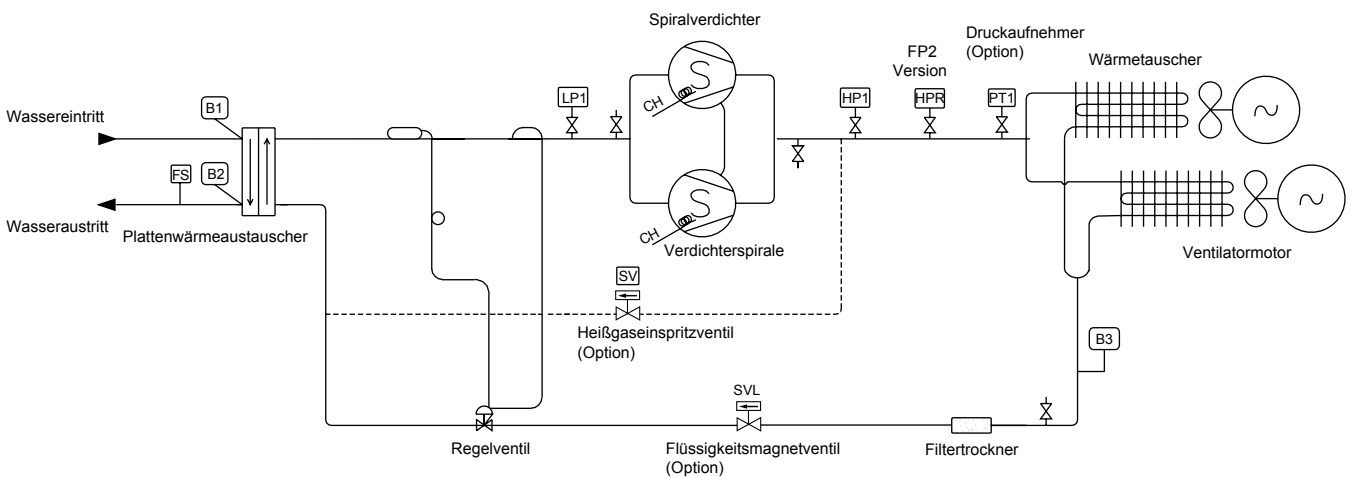 Spiralverdichter
Druckaufnehmer
(Option)
FP2
Version
Wärmetauscher
LP1
HP1
HPR
PT1
CH
Wassereintritt
B1
FS
B2
Wasseraustritt
Plattenwärmeaustauscher
CH
Verdichterspirale
Ventilatormotor
SV
Heißgaseinspritzventil
(Option)
B3
SVL
Regelventil
Flüssigkeitsmagnetventil
(Option)
Filtertrockner